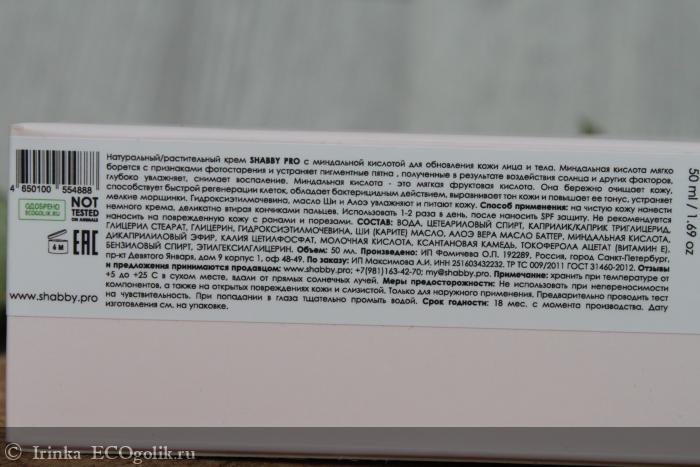 Натуральный/растительный крем SHABBY PRO с миндальной кислотой для обновления кожи лица и тела. Миндальная кислота мягко
борется с признаками фотостарения и устраняет пигментные пятна , полученные в результате воздействия солнца и других факторов,
глубоко увлажняет, снимает воспаление. Миндальная кислота - это мягкая фруктовая кислота. Она бережно очищает кожу,
способствует быстрой регенерации клеток, обладает бактерицидным действием, выравнивает тон кожи и повышает ее тонус, устраняет
мелкие морщинки. Гидроксиэтилмочевина, масло Ши и Алоэ увлажняют и питают кожу. Способ применения: на чистую кожу нанести
немного крема, деликатно втирая кончиками пальцев. Использовать 1-2 раза в день, после наносить SPF защиту. Не рекомендуется
наносить на поврежденную кожу с ранами и порезами. СОСТАВ: ВОДА, ЦЕТЕАРИЛОВЫЙ СПИРТ, КАПРИЛИК/КАПРИК ТРИГЛИЦЕРИД,
ГЛИЦЕРИЛ СТЕАРАТ, ГЛИЦЕРИН, ГИДРОКСИЭТИЛМОЧЕВИНА, ШИ (КАРИТЕ) МАСЛО, АЛОЭ ВЕРА МАСЛО БАТТЕР, МИНДАЛЬНАЯ КИСЛОТА,
ДИКАПРИЛИЛОВЫЙ ЭФИР, КАЛИЯ ЦЕТИЛФОСФАТ, МОЛОЧНАЯ КИСЛОТА, КСАНТАНОВАЯ КАМЕДЬ, ТОКОФЕРОЛА АЦЕТАТ (ВИТАМИН Е),
БЕНЗИЛОВЫЙ СПИРТ, ЭТИЛГЕКСИЛГЛИЦЕРИН. Объем: 50 мл. Произведено: ИП Фомичева О.П. 192289, Россия, город Санкт-Петербург,
пр-кт Девятого Января, дом 9 корпус 1, оф 48-49. По заказу: ИП Максимова А.И. ИНН 251603432232. ТР ТС 009/2011 ГОСТ 31460-2012. Отзывы
и предложения принимаются продавцом: www.shabby.pro; +7(981)163-42-70; my@shabby.pro. Примечание: хранить при температуре от
+5 до +25 С в сухом месте, вдали от прямых солнечных лучей. Меры предосторожности: Не использовать при непереносимости
компонентов, а также на открытых повреждениях кожи и слизистой. Только для наружного применения. Предварительно проводит тест
на чувствительность. При попадании в глаза тщательно промыть водой. Срок годности: 18 мес. с момента производства. Дату
изготовления см. на упаковке.
4 650100 554888
ОДОБРЕНО
ECOGOLIK.RU
NOT
TESTED
ON ANIMALS
6 M
EAC
www.shabby.pro
50 ml / 1,69 oz
© Irinka ECOgolik.ru